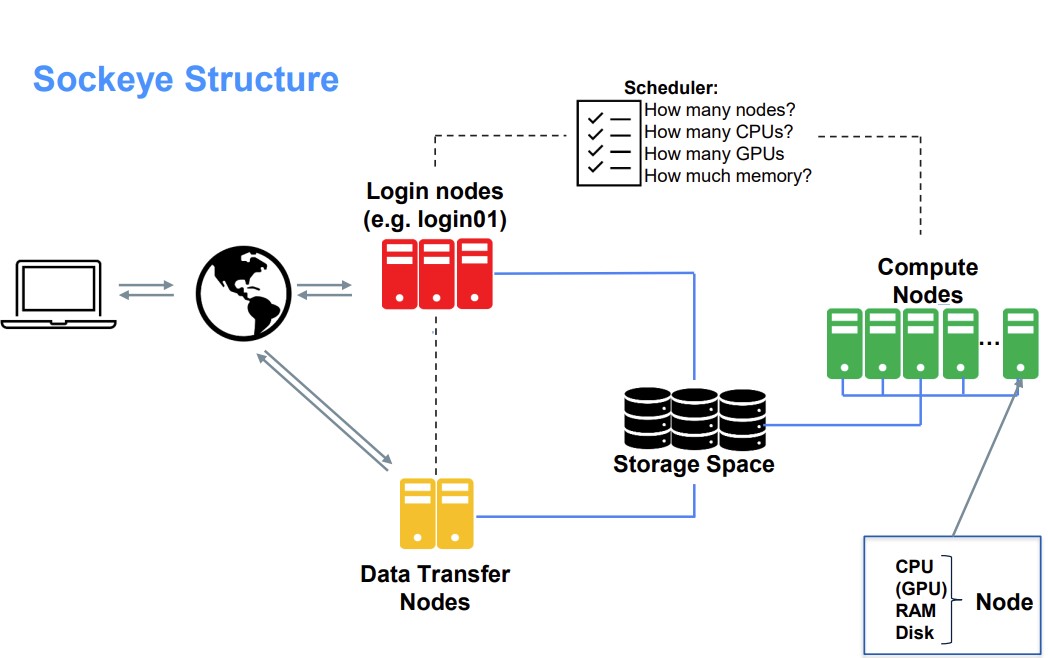 Sockeye Structure
Scheduler:
How many nodes?
How many CPUs?
How many GPUs
How much memory?
Login nodes
(e.g. login01)
Compute
Nodes
...
Storage Space
Data Transfer
Nodes
CPU
(GPU)
RAM
Disk
Node